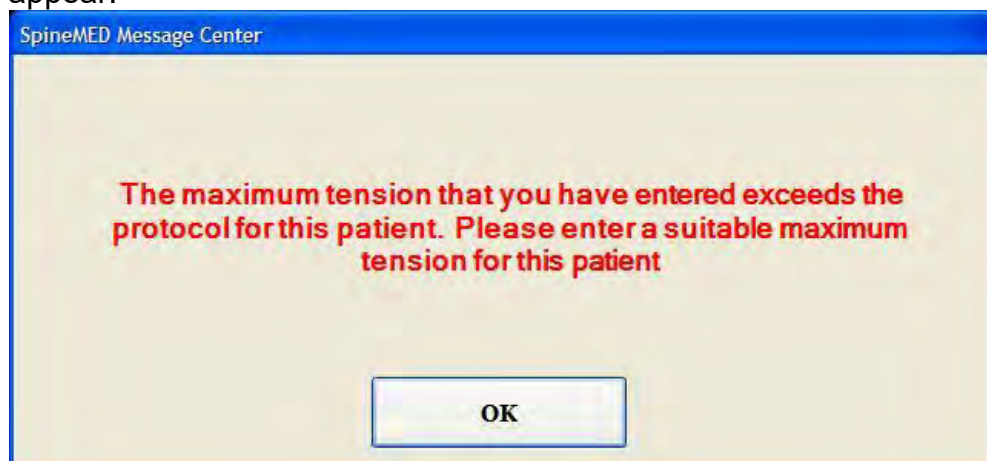 SpineMED Message Center
The maximum tension that you have entered exceeds the
protocol for this patient.  Please enter a suitable maximum
tension for this patient
OK